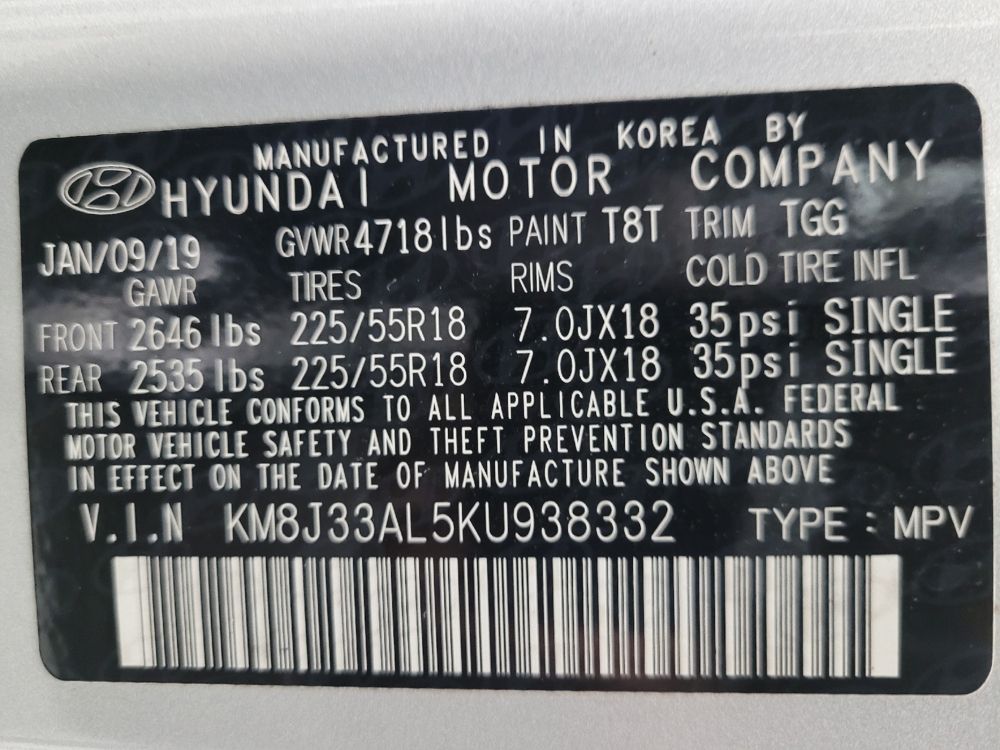 MANUFACTURED IN KOREA BY
HYUNDAI MOTOR COMPANY
JAN/09/19 GVWR4718lbs PAINT T8T TRIM TGG
GAWR TIRES RIMS COLD TIRE INFL
FRONT 2646 lbs 225/55R18 7.0JX18 35psi SINGLE
REAR 2535 lbs 225/55R18 7.0JX18 35psi SINGLE
THIS VEHICLE CONFORMS TO ALL APPLICABLE U.S.A. FEDERAL
MOTOR VEHICLE SAFETY AND THEFT PREVENTION STANDARDS
IN EFFECT ON THE DATE OF MANUFACTURE SHOWN ABOVE
V.I.N KM8J33AL5KU938332 TYPE : MPV